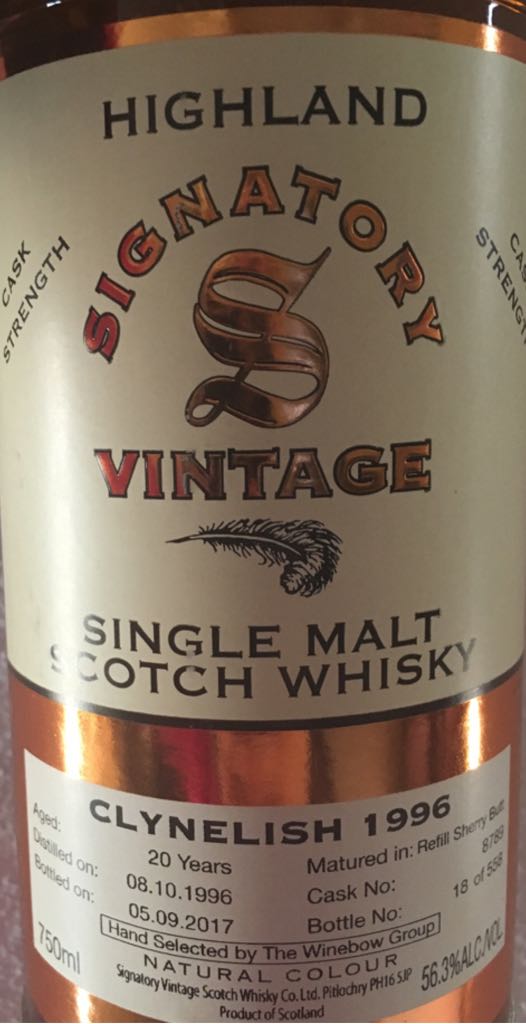 HIGHLAND
CASK
STRENGTH
SIGNATORY
S
VINTAGE
CAS
STRENGTH
SINGLE MALT
SCOTCH WHISKY
CLYNELISH 1996
Aged: 20 Years
Distilled on: 08.10.1996
Bottled on: 05.09.2017
Matured in: Refill Sherry Butt
Cask No: 8789
Bottle No: 18 of 558
Hand Selected by The Winebow Group
750ml
NATURAL COLOUR
56.3%ALC./VOL.
Signatory Vintage Scotch Whisky Co. Ltd. Pitlochry PH16 5JP
Product of Scotland